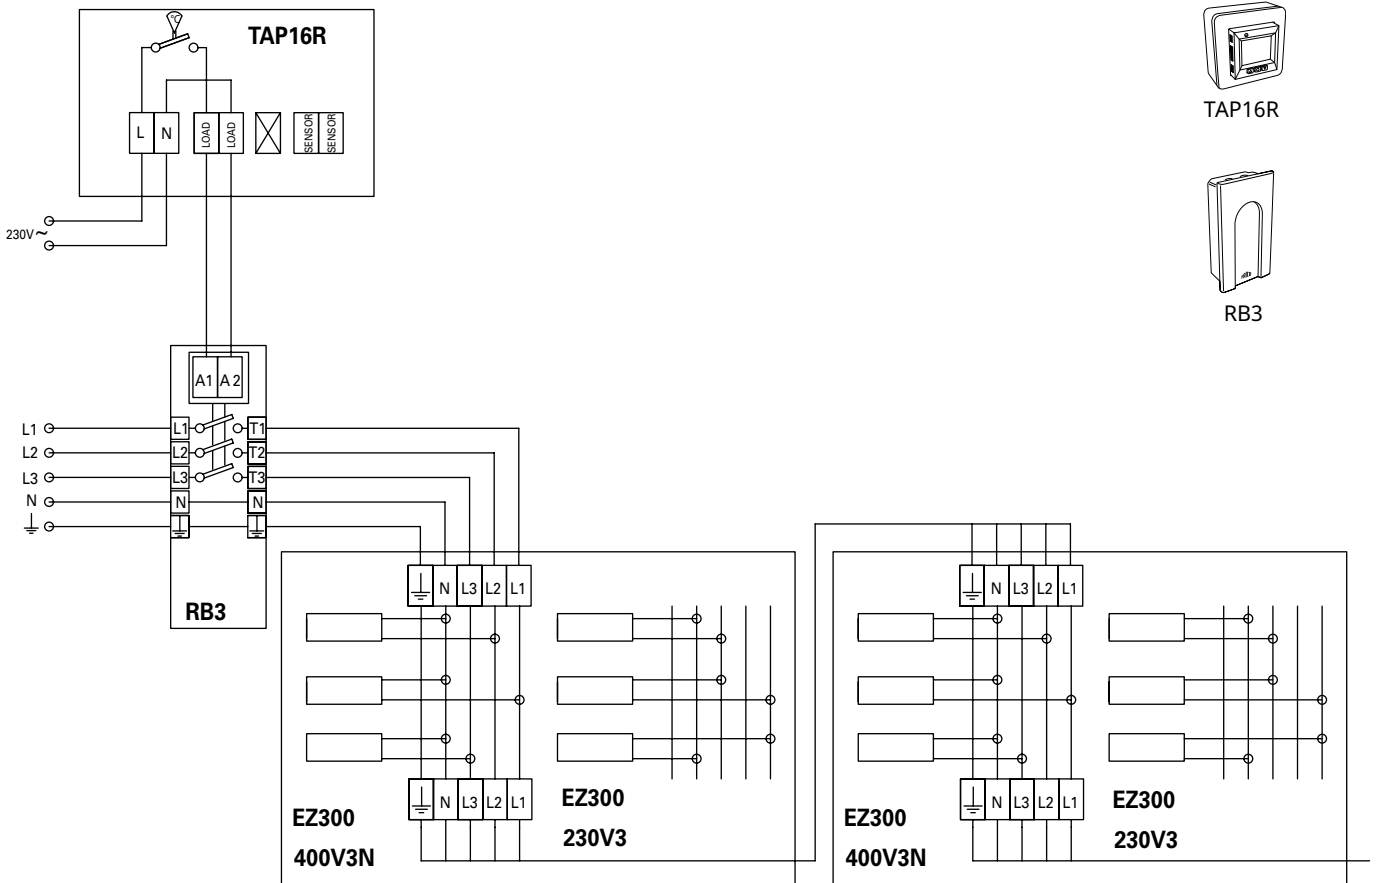 °C
TAP16R
L N LOAD LOAD SENSOR SENSOR
230V~
TAP16R
RB3
A1 A2
L1 L1 T1
L2 L2 T2
L3 L3 T3
N N N
RB3
N L3 L2 L1
N L3 L2 L1
N L3 L2 L1
EZ300
400V3N
EZ300
230V3
N L3 L2 L1
EZ300
400V3N
EZ300
230V3